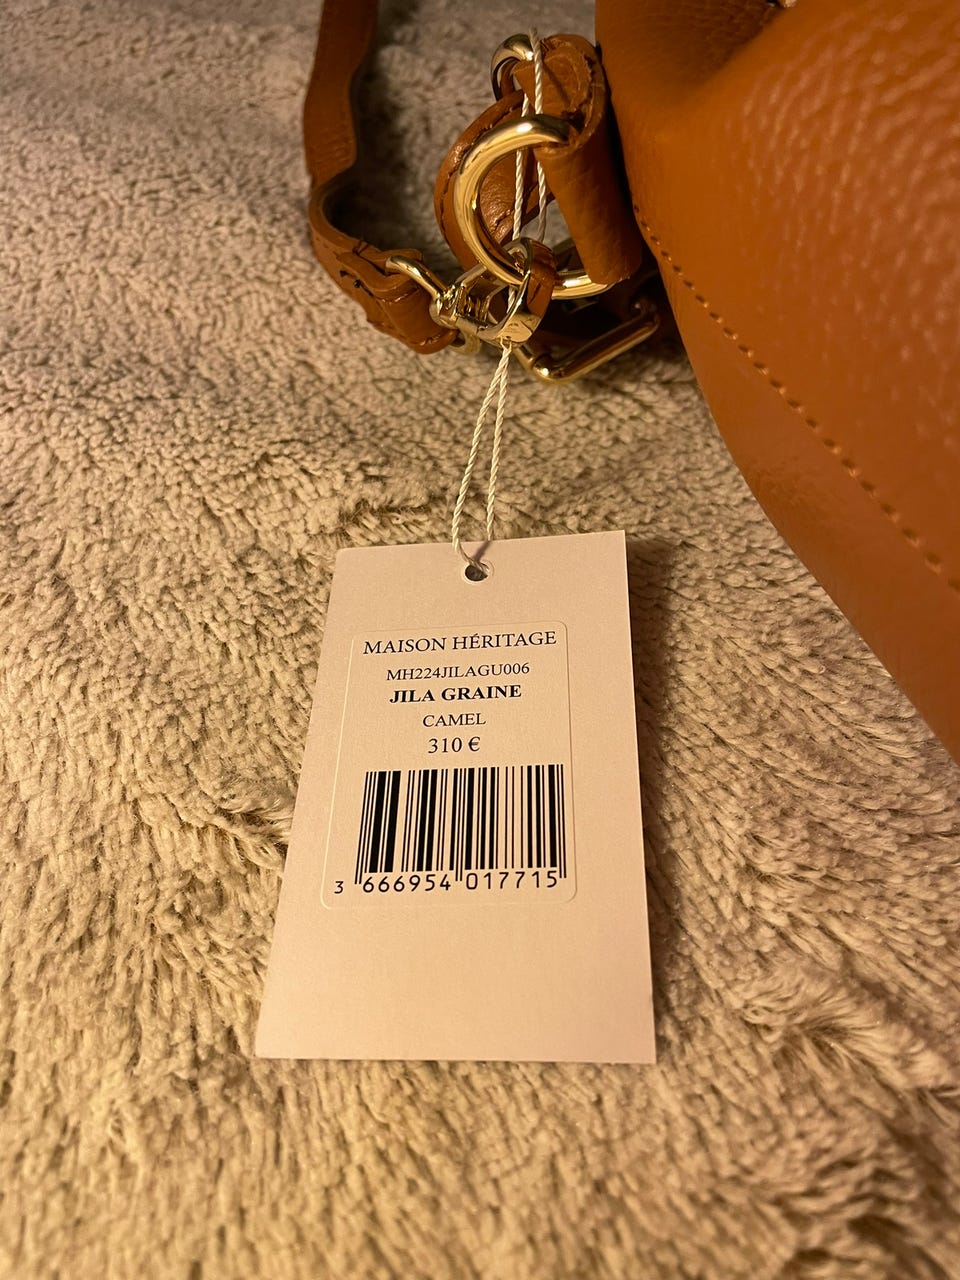 MAISON HÉRITAGE
MH224JILAGU006
JILA GRAINE
CAMEL
310 €
3 666954 017715